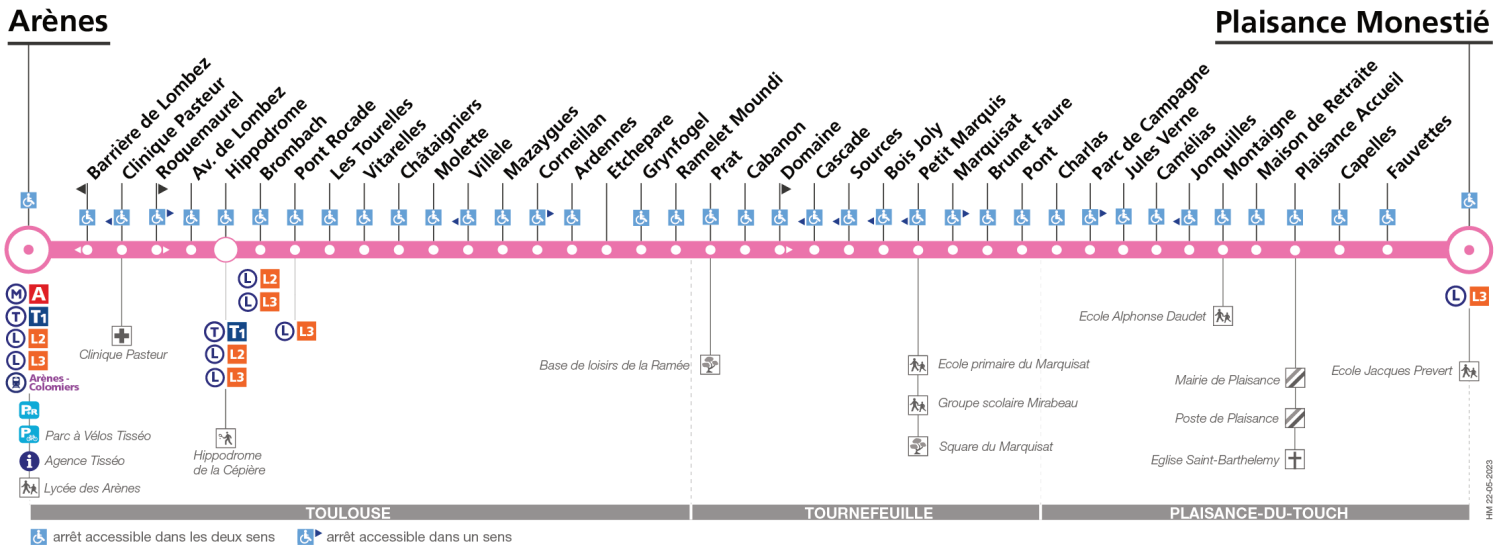 Arènes
Plaisance Monestié
Barrière de Lombez
Clinique Pasteur
Roquemaurel
Av. de Lombez
Hippodrome
Brombach
Pont Rocade
Les Tourelles
Vitarelles
Châtaigniers
Molette
Villèle
Mazaygues
Corneillan
Ardennes
Etchepare
Grynfogel
Ramelet Moundi
Prat
Cabanon
Domaine
Cascade
Sources
Bois Joly
Petit Marquis
Marquisat
Brunet Faure
Pont
Charlas
Parc de Campagne
Jules Verne
Camélias
Jonquilles
Montaigne
Maison de Retraite
Plaisance Accueil
Capelles
Fauvettes
M A
T T1
L L2
L L3
Arènes -
Colomiers
P+R
P
Parc à Vélos Tisséo
i Agence Tisséo
Lycée des Arènes
Clinique Pasteur
T T1
L L2
L L3
Hippodrome
de la Cépière
L L2
L L3
L L3
Base de loisirs de la Ramée
Ecole primaire du Marquisat
Groupe scolaire Mirabeau
Square du Marquisat
Ecole Alphonse Daudet
Mairie de Plaisance
Poste de Plaisance
Eglise Saint-Barthelemy
L L3
Ecole Jacques Prevert
HM 22-05-2023
TOULOUSE
TOURNEFEUILLE
PLAISANCE-DU-TOUCH
arrêt accessible dans les deux sens
arrêt accessible dans un sens